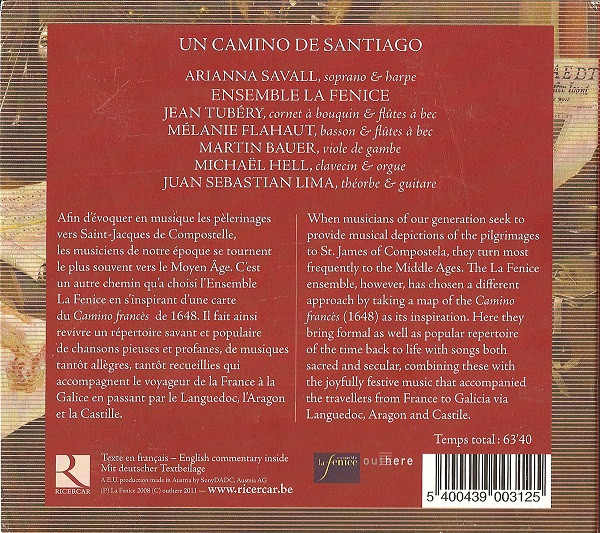 UN CAMINO DE SANTIAGO
ARIANNA SAVALL, soprano & harpe
ENSEMBLE LA FENICE
JEAN TUBÉRY, cornet à bouquin & flûtes à bec
MÉLANIE FLAHAUT, basson & flûtes à bec
MARTIN BAUER, viole de gambe
MICHAËL HELL, clavecin & orgue
JUAN SEBASTIAN LIMA, théorbe & guitare
Afin d'évoquer en musique les pèlerinages
vers Saint-Jacques de Compostelle,
les musiciens de notre époque se tournent
le plus souvent vers le Moyen Âge. C'est
un autre chemin qu'a choisi l'Ensemble
La Fenice en s'inspirant d'une carte
du Camino francès de 1648. Il fait ainsi
revivre un répertoire savant et populaire
de chansons pieuses et profanes, de musiques
tantôt allègres, tantôt recueillies qui
accompagnent le voyageur de la France à la
Galice en passant par le Languedoc, l'Aragon
et la Castille.
When musicians of our generation seek to
provide musical depictions of the pilgrimages
to St. James of Compostela, they turn most
frequently to the Middle Ages. The La Fenice
ensemble, however, has chosen a different
approach by taking a map of the Camino
francès (1648) as its inspiration. Here they
bring formal as well as popular repertoire
of the time back to life with songs both
sacred and secular, combining these with
the joyfully festive music that accompanied
the travellers from France to Galicia via
Languedoc, Aragon and Castile.
Temps total : 63'40
RICERCAR
Texte en français – English commentary inside
Mit deutscher Textbeilage
A E.U. production made in Austria by SonyDADC, Austria AG
(P) La Fenice 2008 (C) outhere 2011 — www.ricercar.be
ensemble
la fenice
outhere
5 400439 003125
AEDT